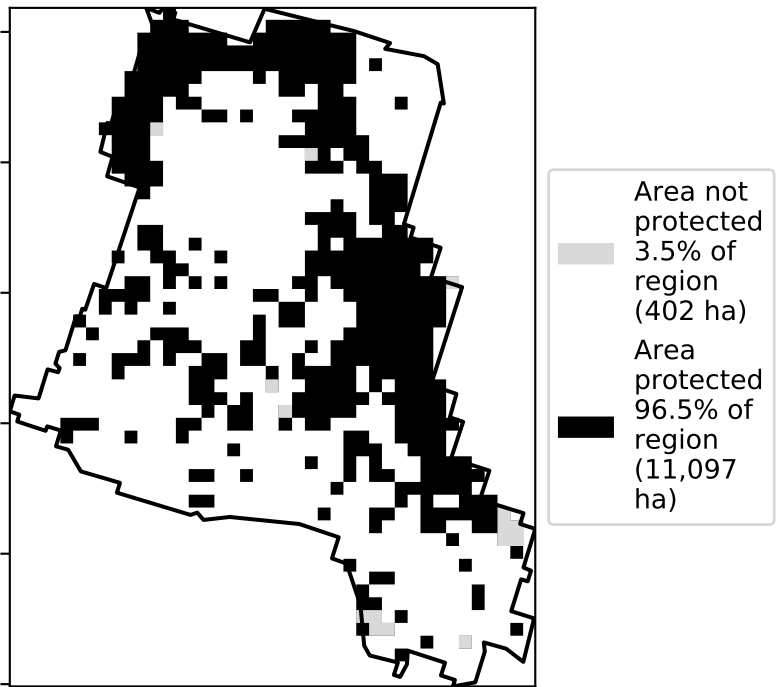 Area not
protected
3.5% of
region
(402 ha)
Area
protected
96.5% of
region
(11,097
ha)